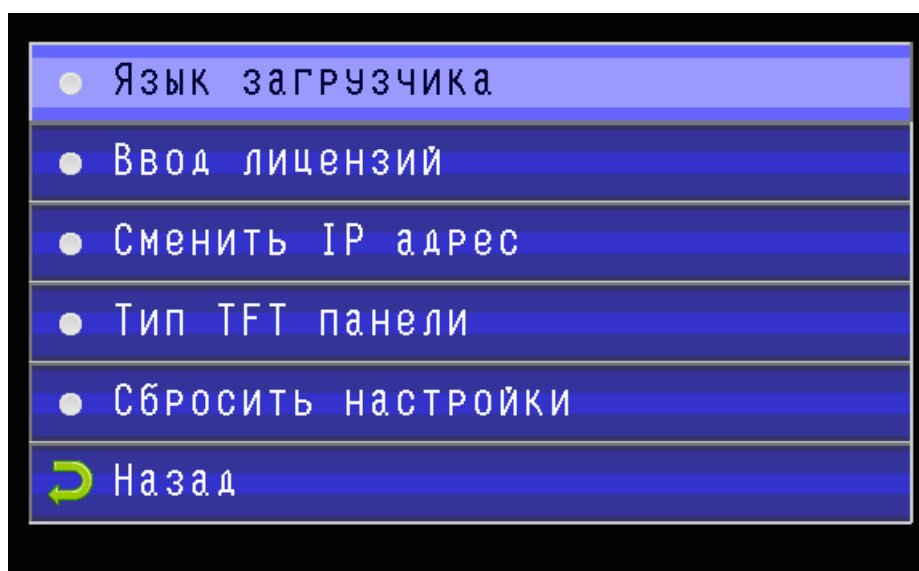 Язык загрузчика
Ввод лицензий
Сменить IP адрес
Тип TFT панели
Сбросить настройки
Назад